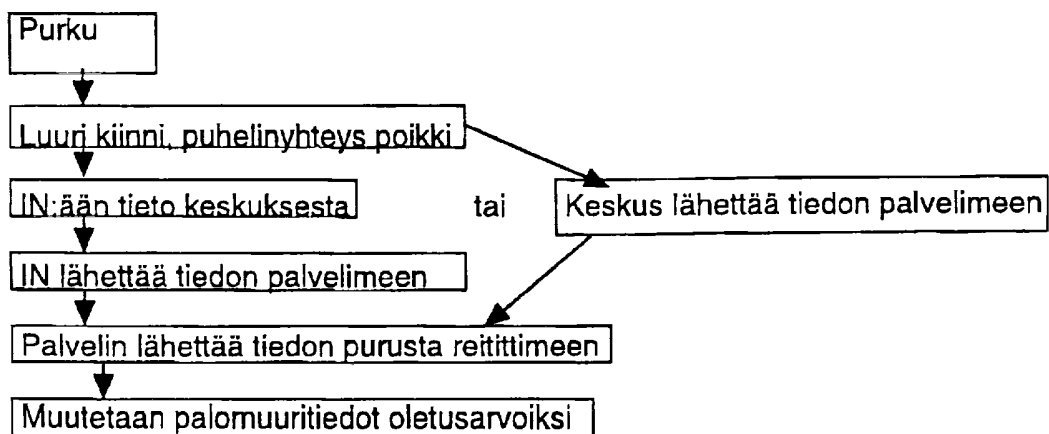 Purku
Luuri kiinni, puhelinyhteys poikki
IN:ään tieto keskuksesta
tai
Keskus lähettää tiedon palvelimeen
IN lähettää tiedon palvelimeen
Palvelin lähettää tiedon purusta reitittimeen
Muutetaan palomuuritiedot oletusarvoiksi